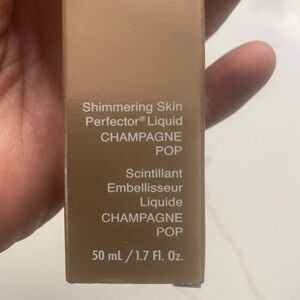 Shimmering Skin
Perfector® Liquid
CHAMPAGNE
POP
Scintillant
Embellisseur
Liquide
CHAMPAGNE
POP
50 mL / 1.7 Fl. Oz.